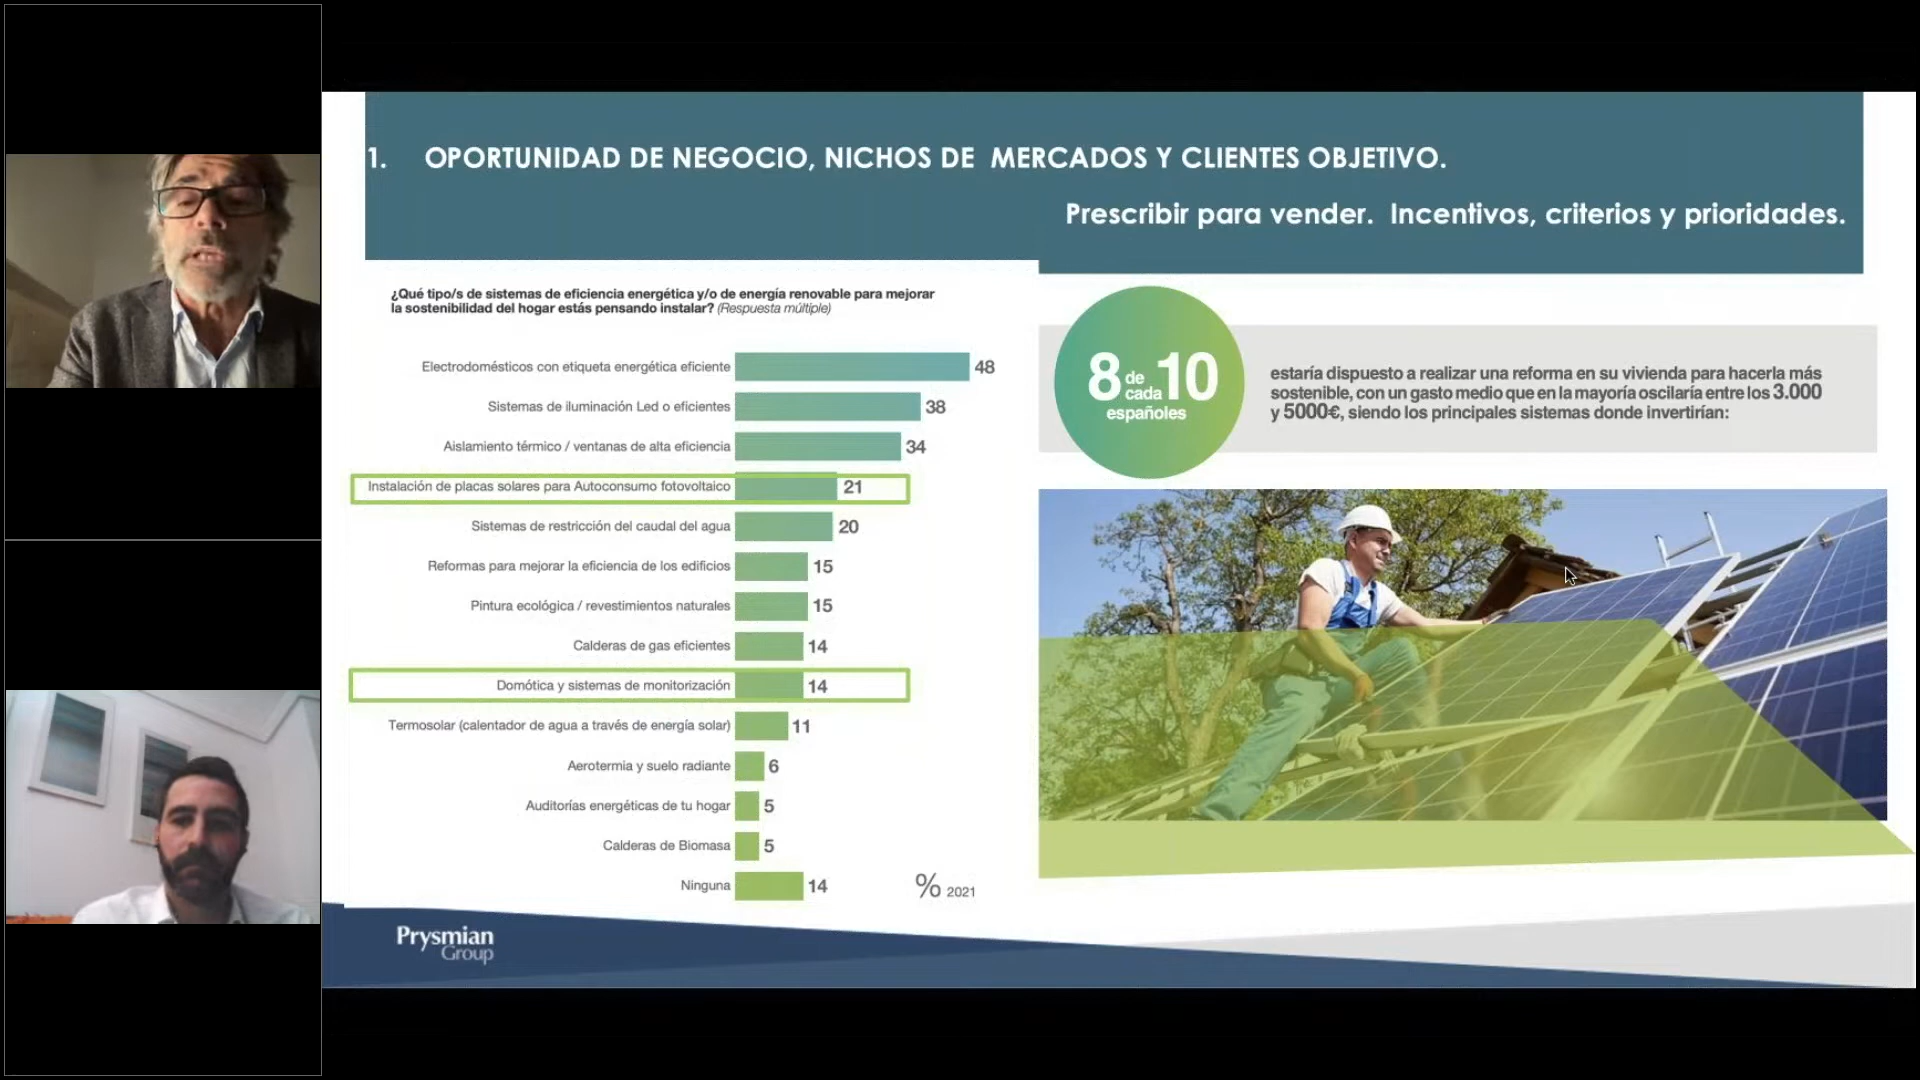 1. OPORTUNIDAD DE NEGOCIO, NICHOS DE MERCADOS Y CLIENTES OBJETIVO.
Prescribir para vender. Incentivos, criterios y prioridades.
¿Qué tipo/s de sistemas de eficiencia energética y/o de energía renovable para mejorar
la sostenibilidad del hogar estás pensando instalar? (Respuesta múltiple)
Electrodomésticos con etiqueta energética eficiente 48
Sistemas de iluminación Led o eficientes 38
Aislamiento térmico / ventanas de alta eficiencia 34
Instalación de placas solares para Autoconsumo fotovoltaico 21
Sistemas de restricción del caudal del agua 20
Reformas para mejorar la eficiencia de los edificios 15
Pintura ecológica / revestimientos naturales 15
Calderas de gas eficientes 14
Domótica y sistemas de monitorización 14
Termosolar (calentador de agua a través de energía solar) 11
Aerotermia y suelo radiante 6
Auditorías energéticas de tu hogar 5
Calderas de Biomasa 5
Ninguna 14
% 2021
8 de cada 10
españoles
estaría dispuesto a realizar una reforma en su vivienda para hacerla más
sostenible, con un gasto medio que en la mayoría oscilaría entre los 3.000
y 5000€, siendo los principales sistemas donde invertirían:
Prysmian
Group